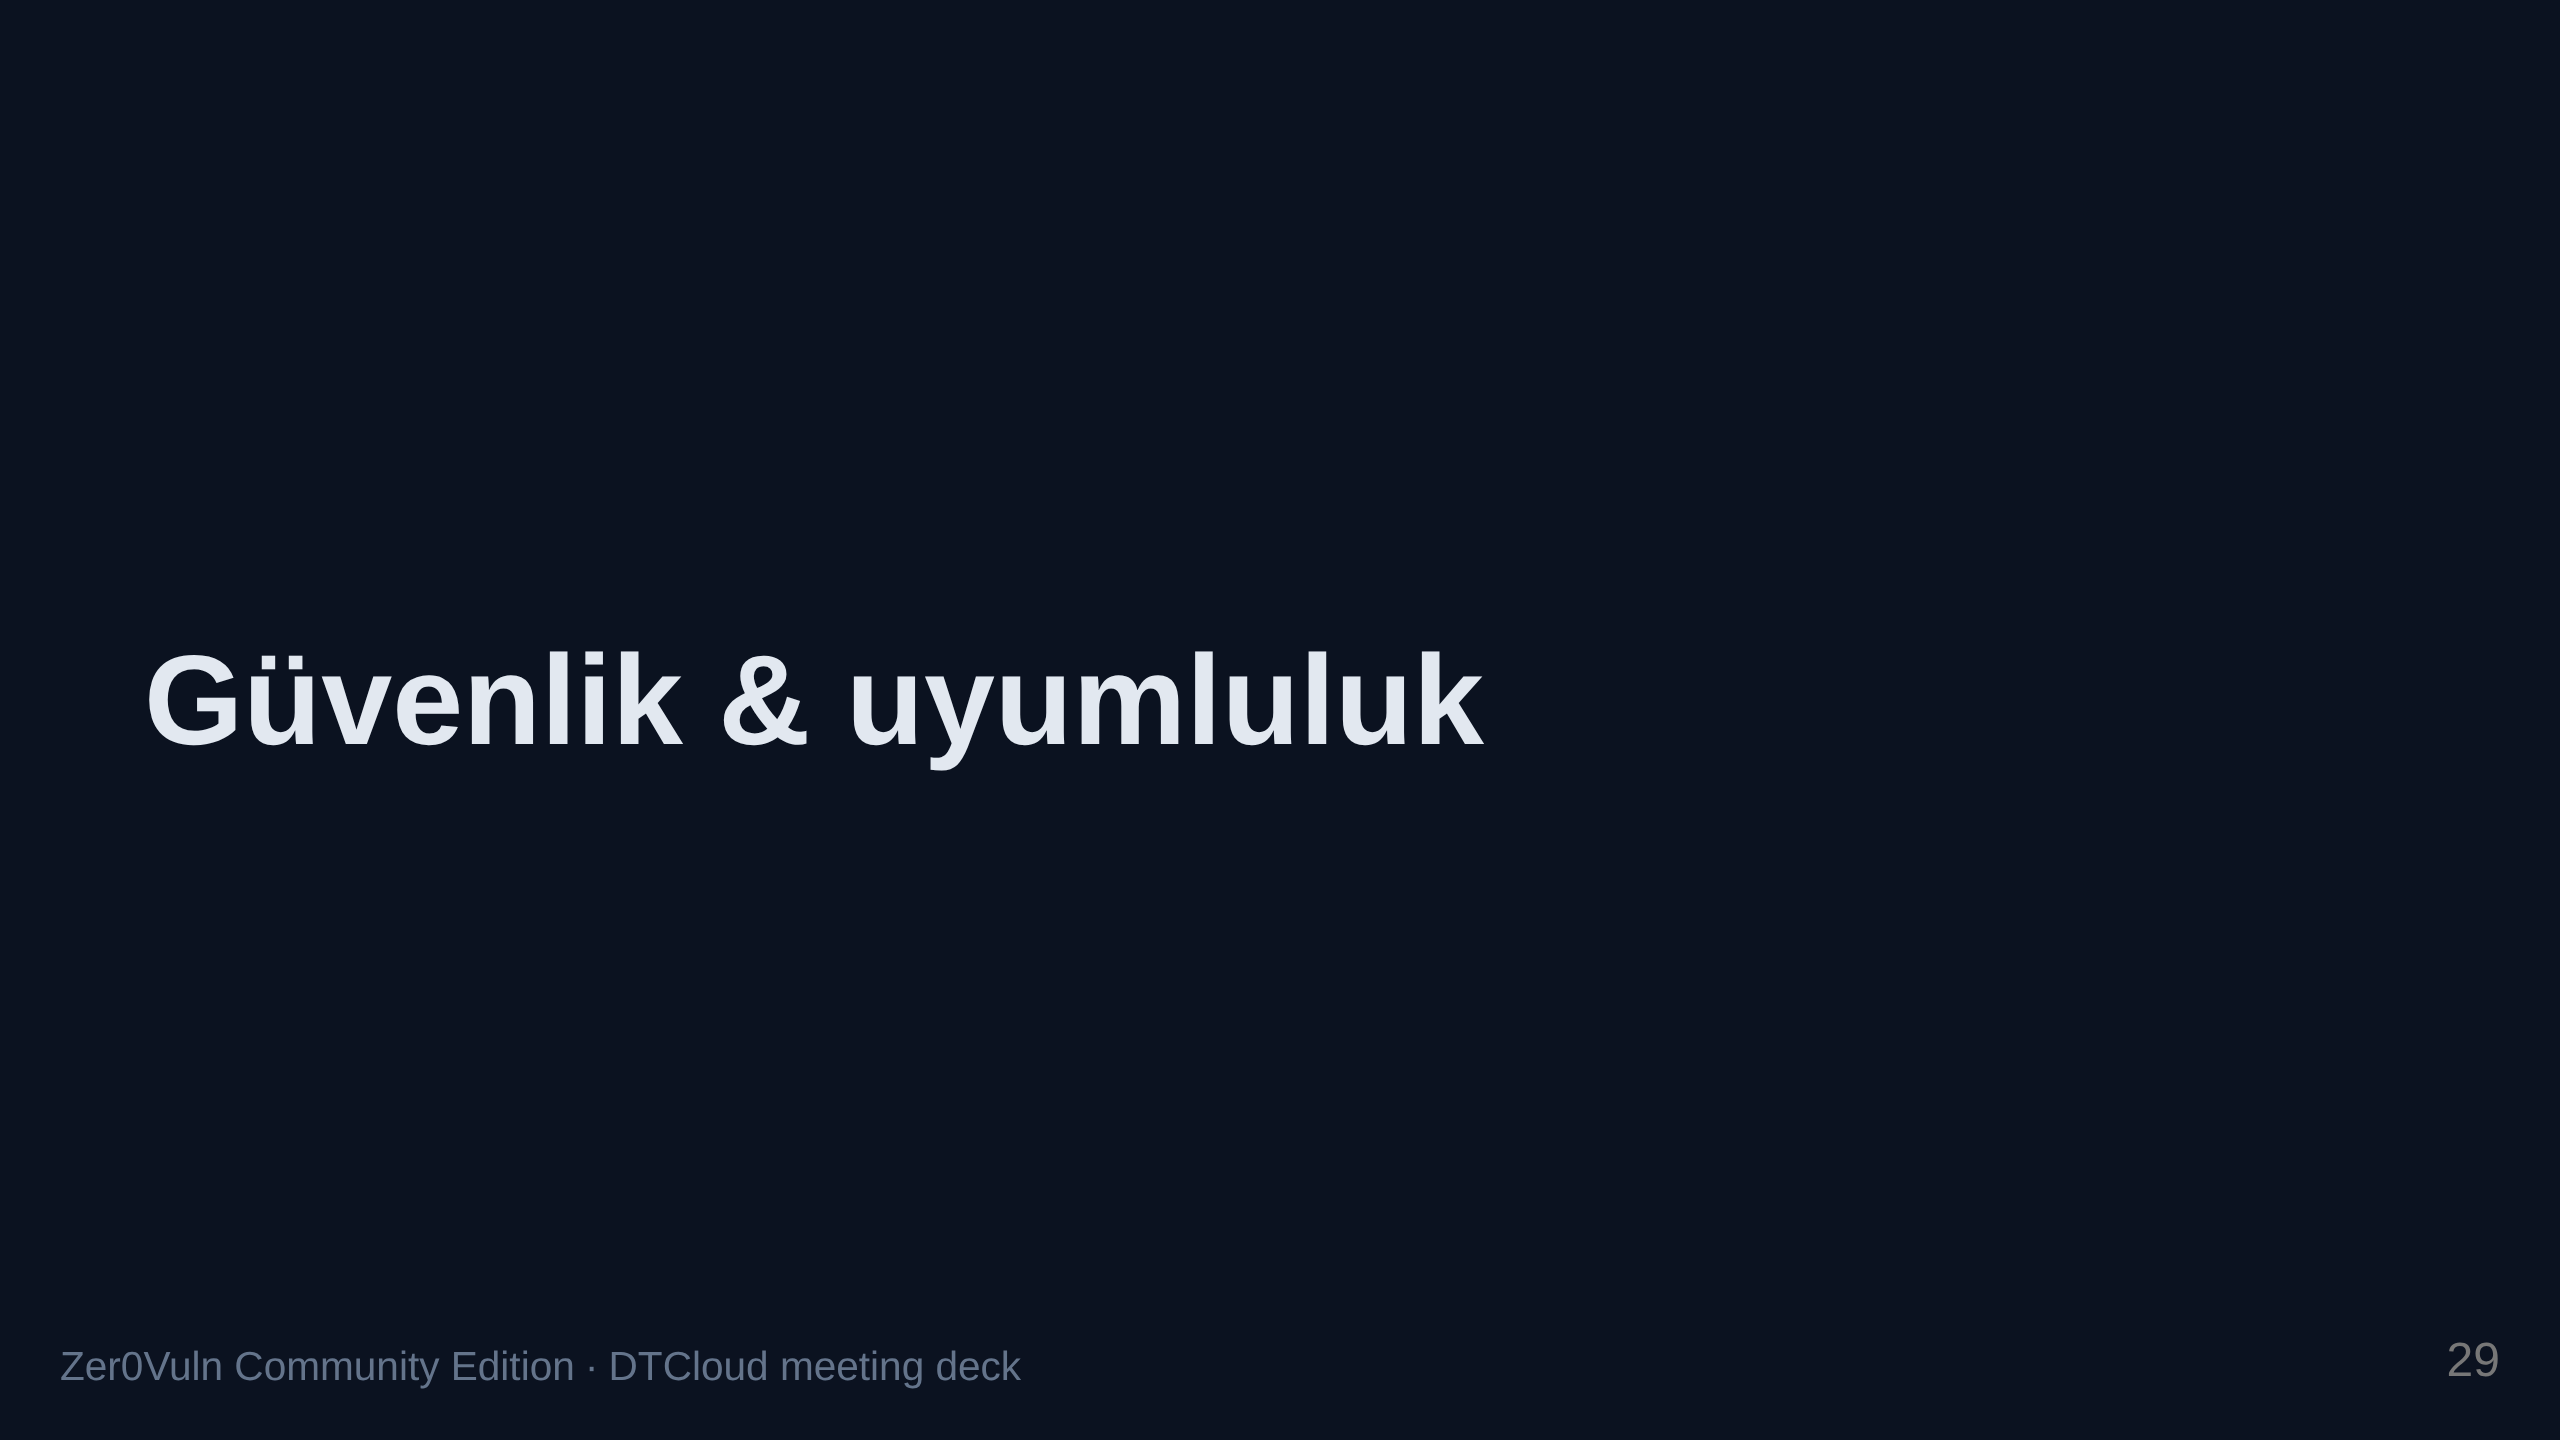 Güvenlik & uyumluluk
Zer0Vuln Community Edition · DTCloud meeting deck
29